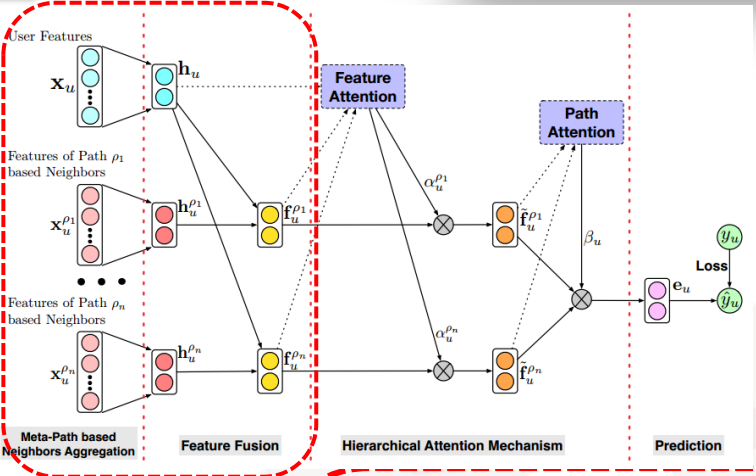 User Features
x_u
h_u
Feature
Attention
Path
Attention
Features of Path ρ_1
based Neighbors
x_u^{ρ_1}
h_u^{ρ_1}
f_u^{ρ_1}
α_u^{ρ_1}
f̃_u^{ρ_1}
β_u
y_u
Loss
ŷ_u
e_u
Features of Path ρ_n
based Neighbors
x_u^{ρ_n}
h_u^{ρ_n}
f_u^{ρ_n}
α_u^{ρ_n}
f̃_u^{ρ_n}
Meta-Path based
Neighbors Aggregation
Feature Fusion
Hierarchical Attention Mechanism
Prediction